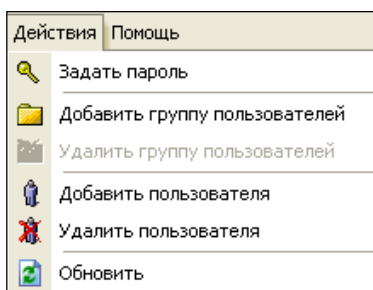 Действия Помощь
Задать пароль
Добавить группу пользователей
Удалить группу пользователей
Добавить пользователя
Удалить пользователя
Обновить